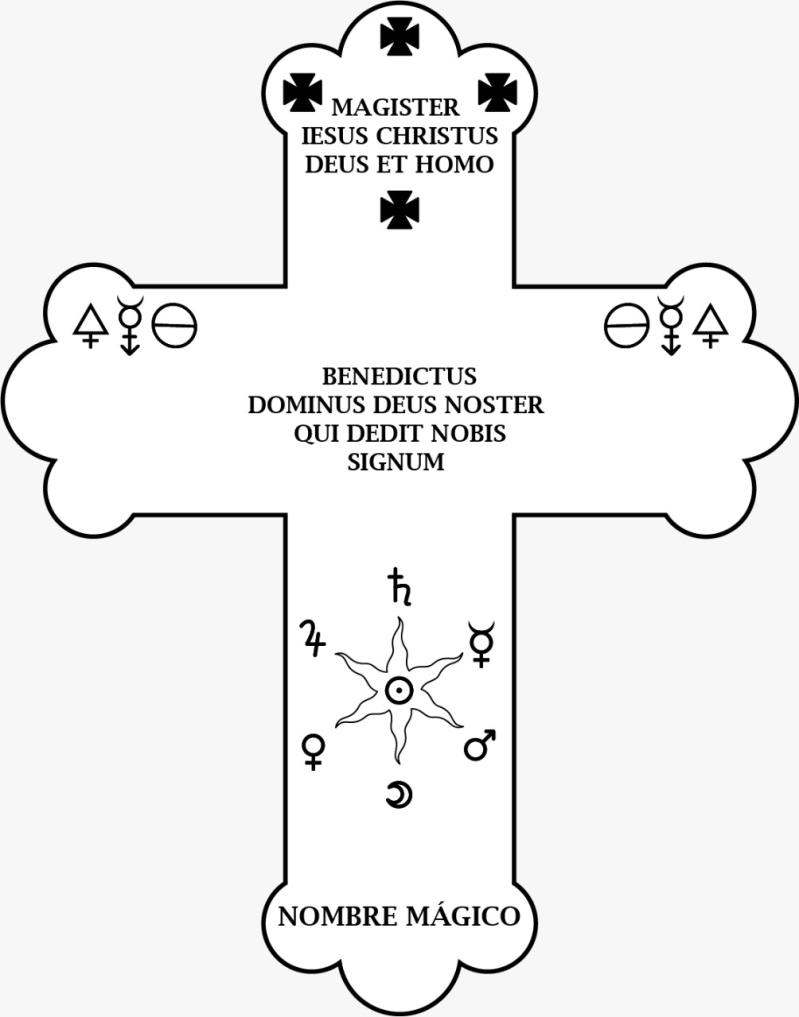 MAGISTER
IESUS CHRISTUS
DEUS ET HOMO
BENEDICTUS
DOMINUS DEUS NOSTER
QUI DEDIT NOBIS
SIGNUM
NOMBRE MÁGICO